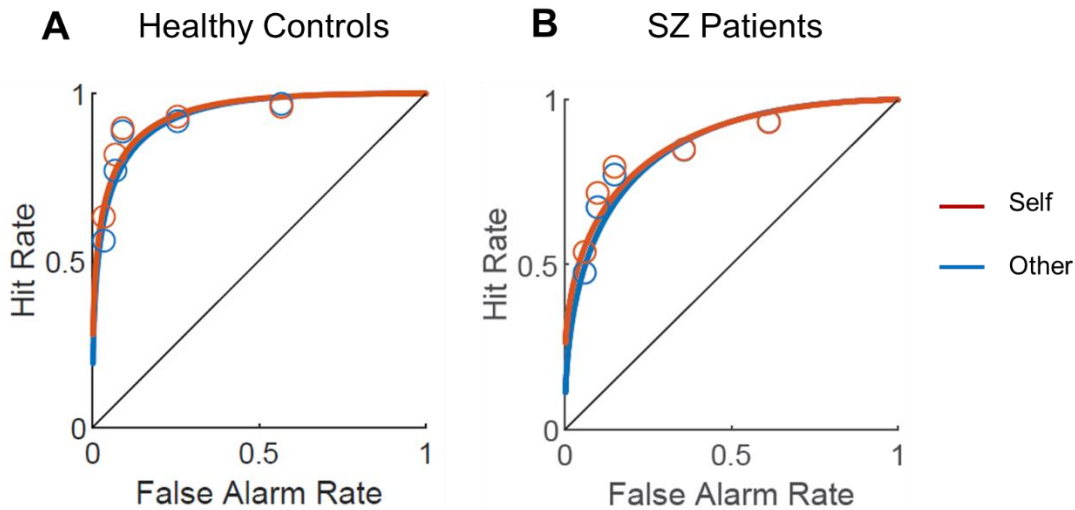 A Healthy Controls
1
0.5
0
Hit Rate
0 0.5 1
False Alarm Rate
B SZ Patients
1
0.5
0
Hit Rate
0 0.5 1
False Alarm Rate
Self
Other